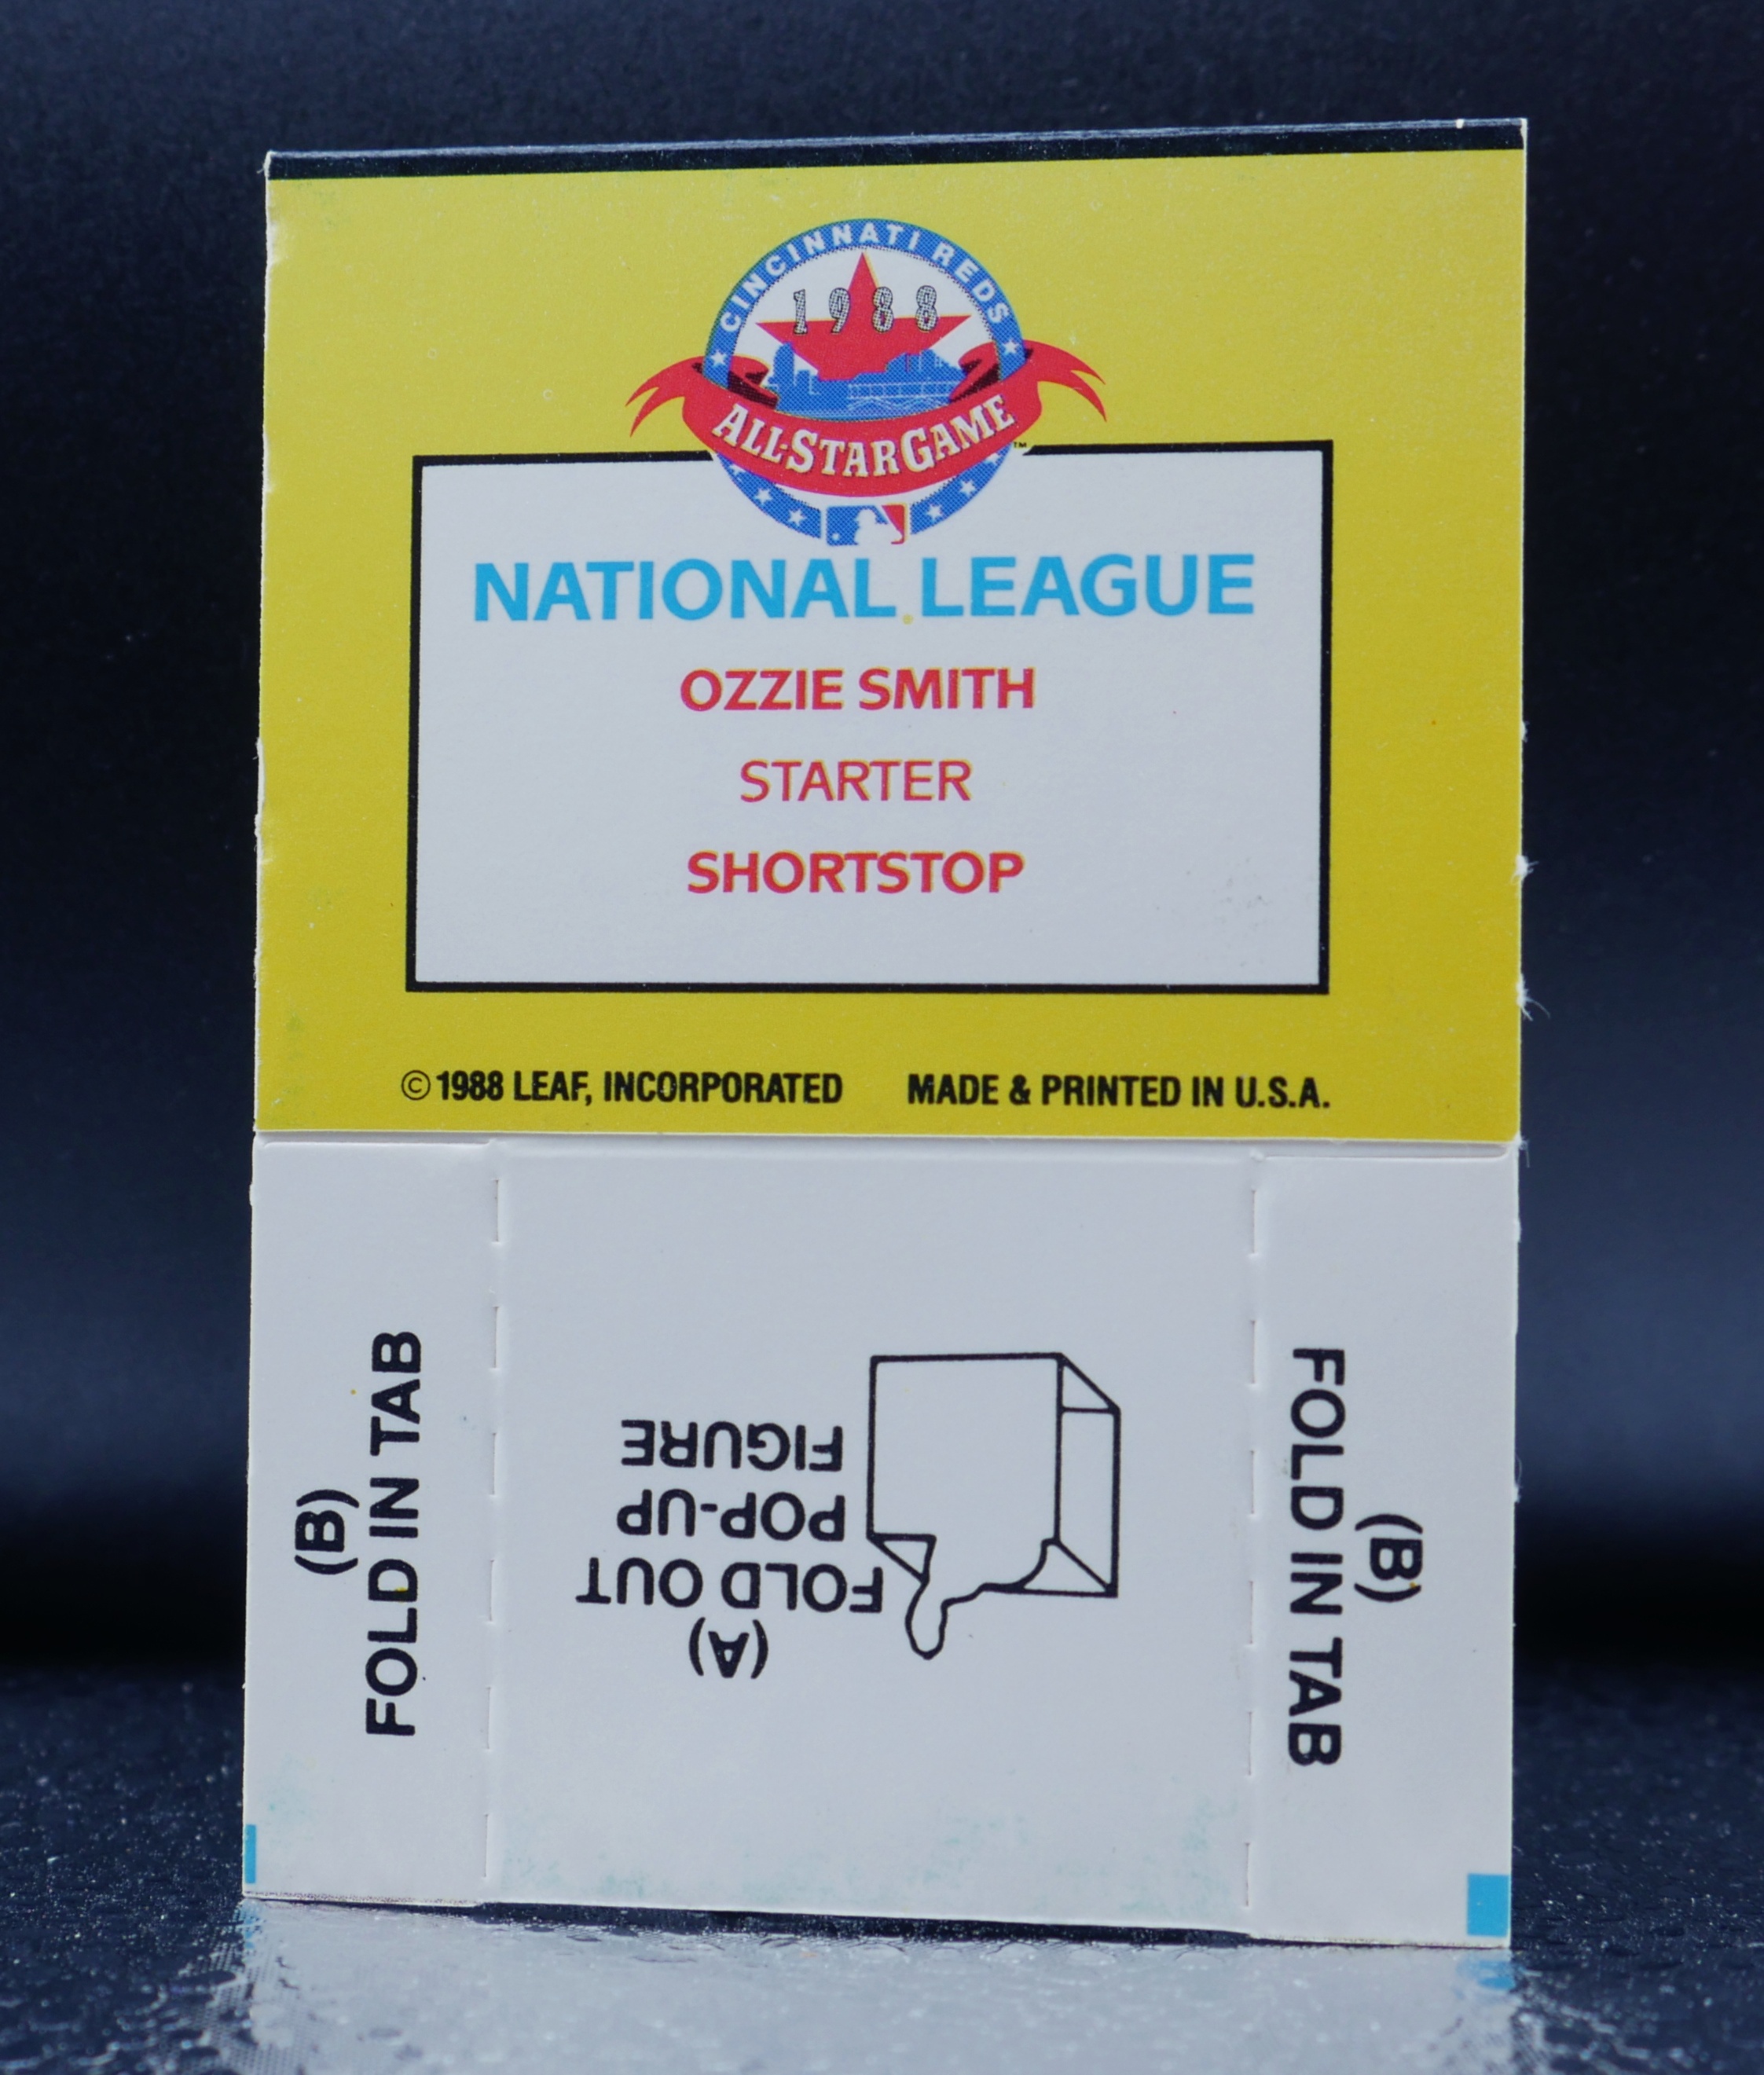 CINCINNATI REDS
1988
ALL-STAR GAME™
NATIONAL LEAGUE
OZZIE SMITH
STARTER
SHORTSTOP
© 1988 LEAF, INCORPORATED MADE & PRINTED IN U.S.A.
(B)
FOLD IN TAB
(A)
FOLD OUT
POP-UP
FIGURE
(B)
FOLD IN TAB